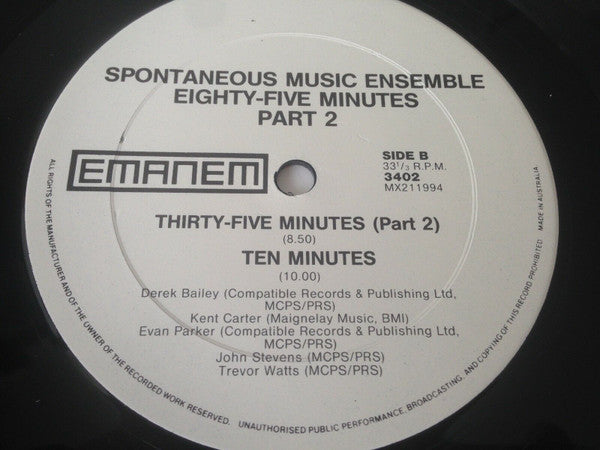 SPONTANEOUS MUSIC ENSEMBLE
EIGHTY-FIVE MINUTES
PART 2
EMANEM
SIDE B
33 1/3 R.P.M.
3402
MX211994
THIRTY-FIVE MINUTES (Part 2)
(8.50)
TEN MINUTES
(10.00)
Derek Bailey (Compatible Records & Publishing Ltd,
MCPS/PRS)
Kent Carter (Maignelay Music, BMI)
Evan Parker (Compatible Records & Publishing Ltd,
MCPS/PRS)
John Stevens (MCPS/PRS)
Trevor Watts (MCPS/PRS)
ALL RIGHTS OF THE MANUFACTURER AND OF THE OWNER OF THE RECORDED WORK RESERVED. UNAUTHORISED PUBLIC PERFORMANCE, BROADCASTING, AND COPYING OF THIS RECORD PROHIBITED MADE IN AUSTRALIA